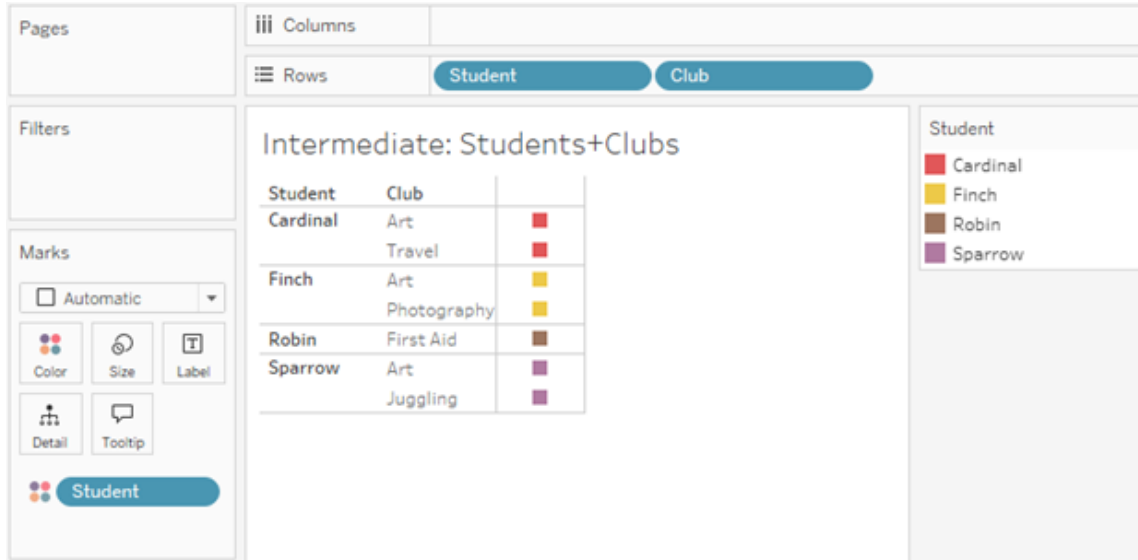 Pages
Columns
Rows Student Club
Filters
Intermediate: Students+Clubs
Student Club
Cardinal Art
Travel
Finch Art
Photography
Robin First Aid
Sparrow Art
Juggling
Student
Cardinal
Finch
Robin
Sparrow
Marks
Automatic
Color Size Label
Detail Tooltip
Student